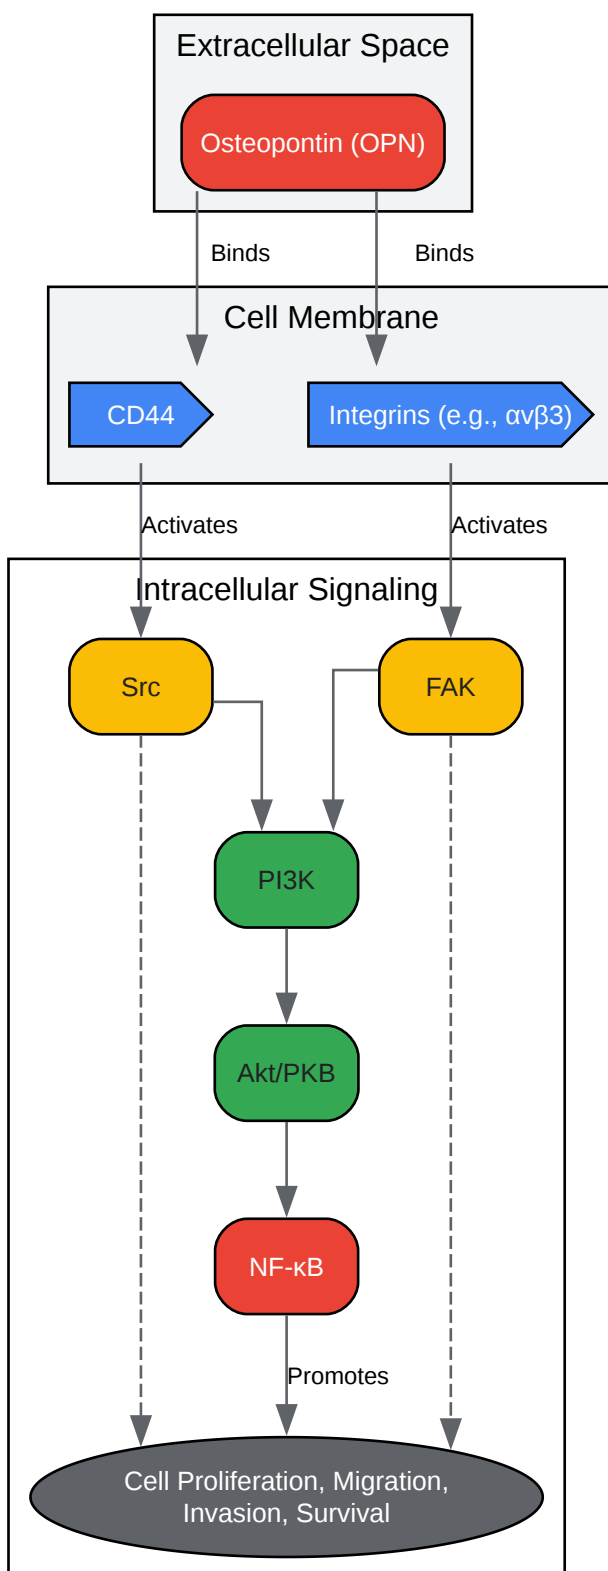 Extracellular Space
Osteopontin (OPN)
Binds
Binds
Cell Membrane
CD44
Integrins (e.g., αvβ3)
Activates
Activates
Intracellular Signaling
Src
FAK
PI3K
Akt/PKB
NF-κB
Promotes
Cell Proliferation, Migration,
Invasion, Survival